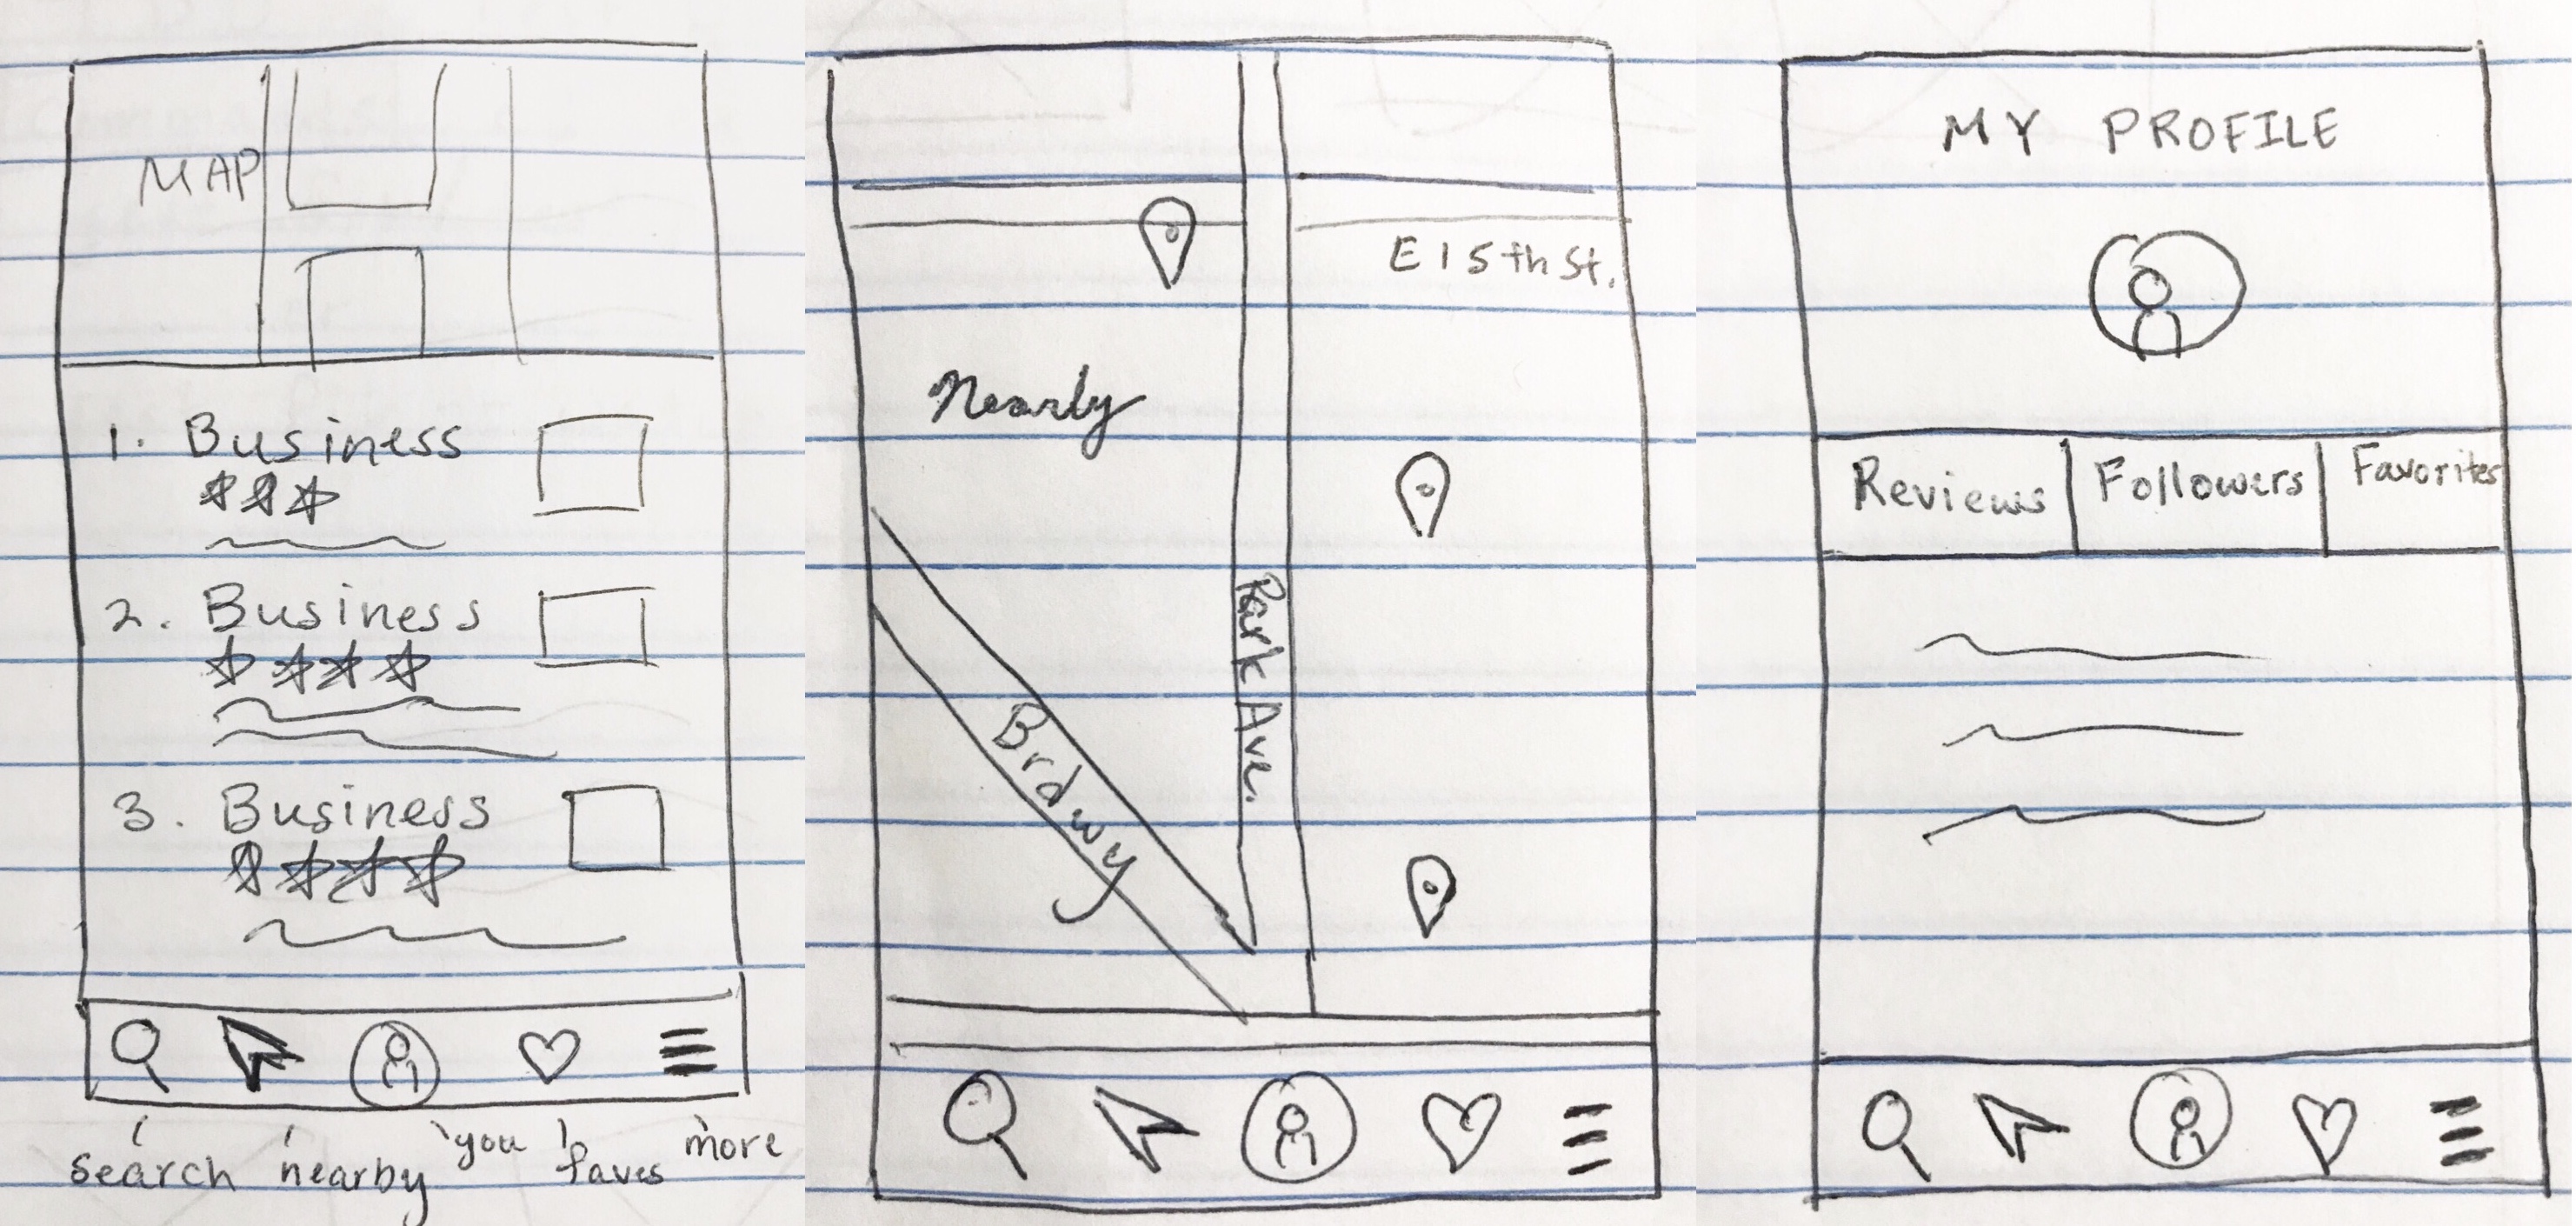 MAP
1. Business
2. Business
3. Business
search nearby you faves more
E 15th St.
Nearly
Park Ave.
Brdwy
MY PROFILE
Reviews Followers Favorites